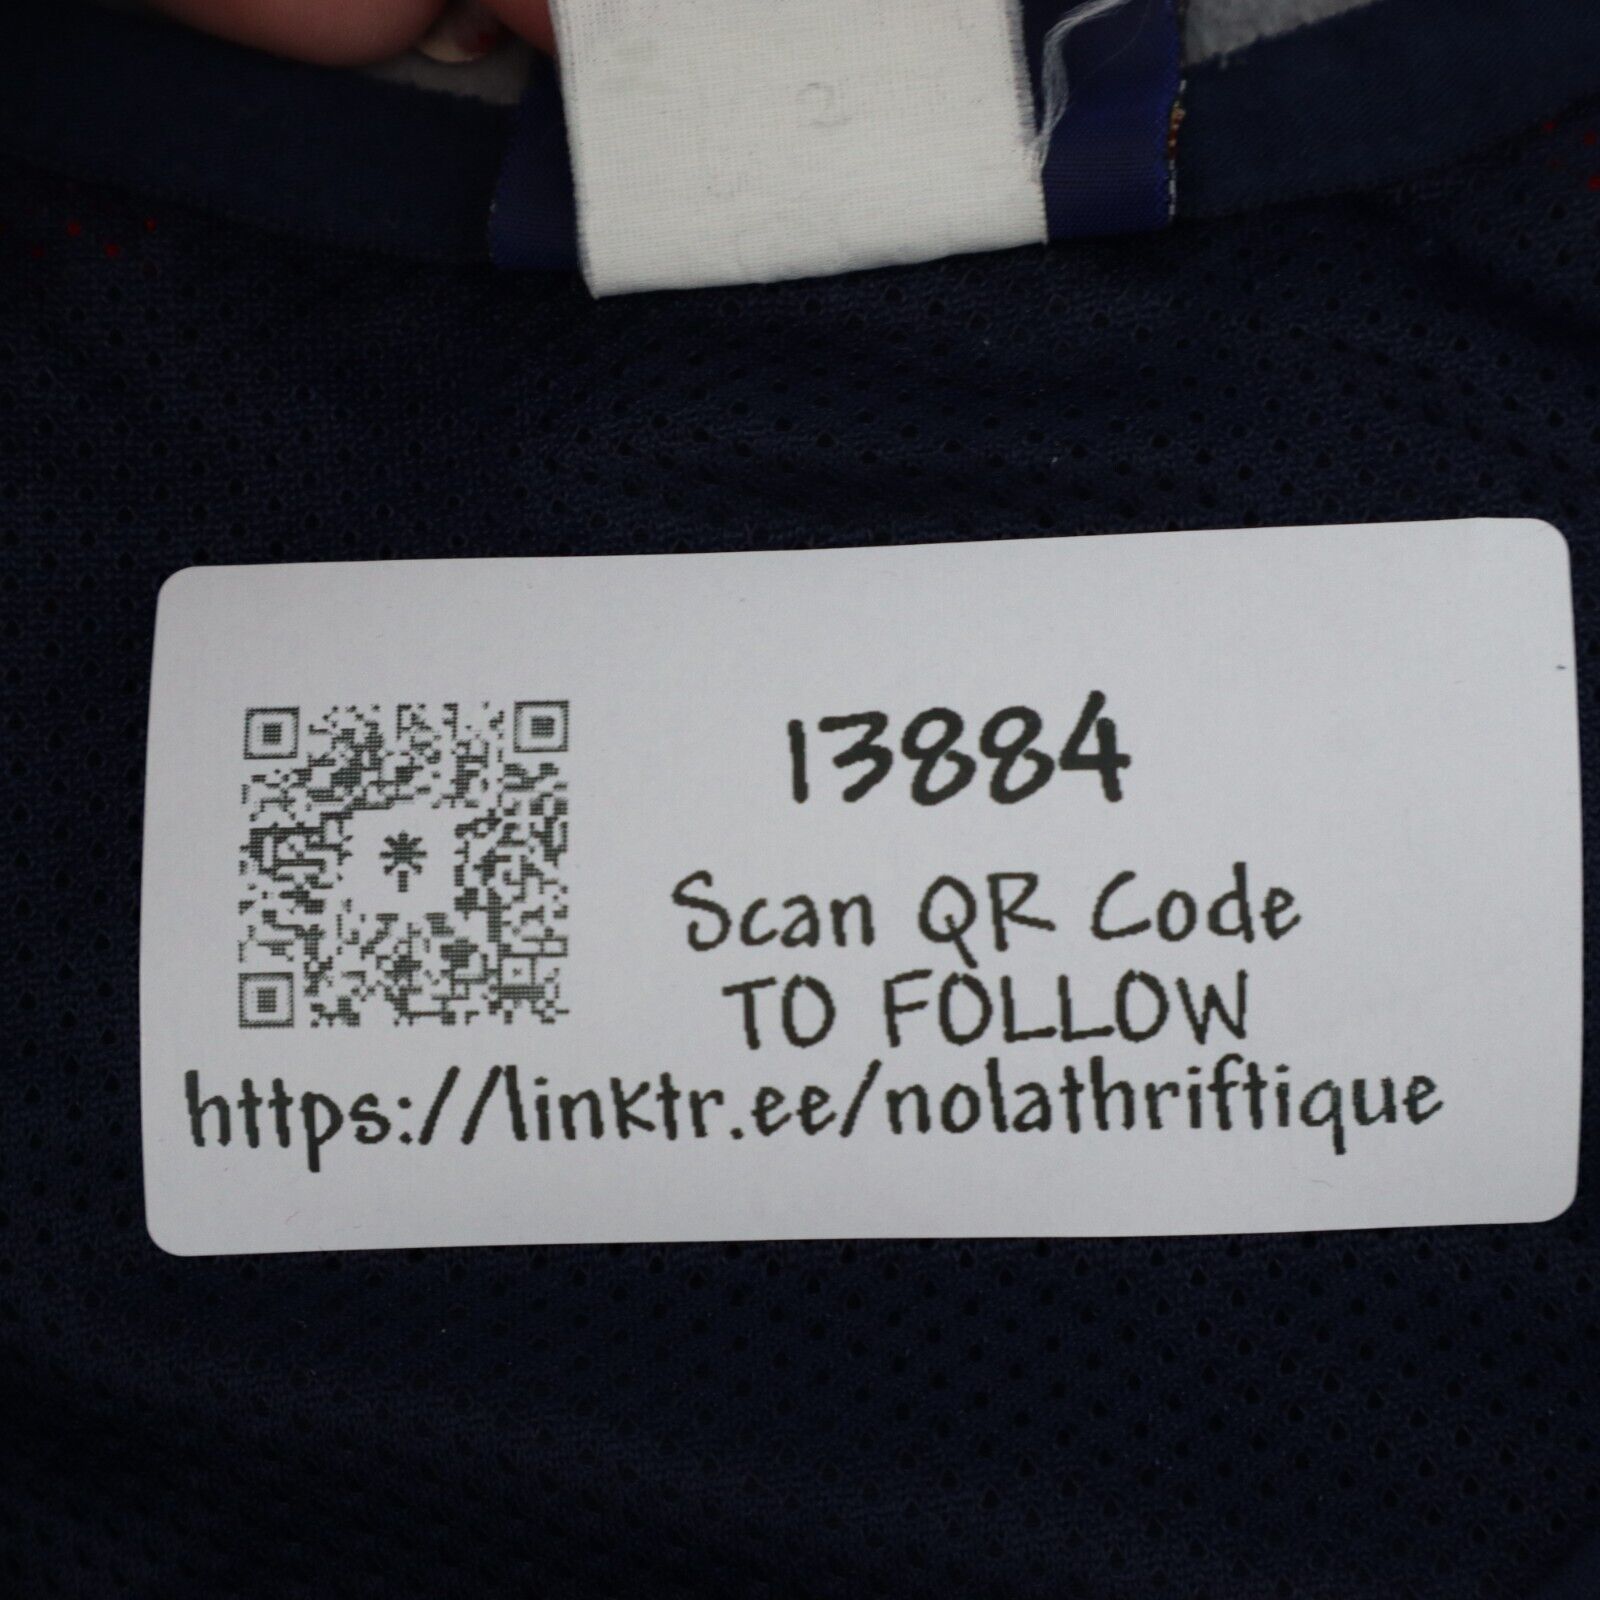 13884
Scan QR Code
TO FOLLOW
https://linktr.ee/nolathriftique